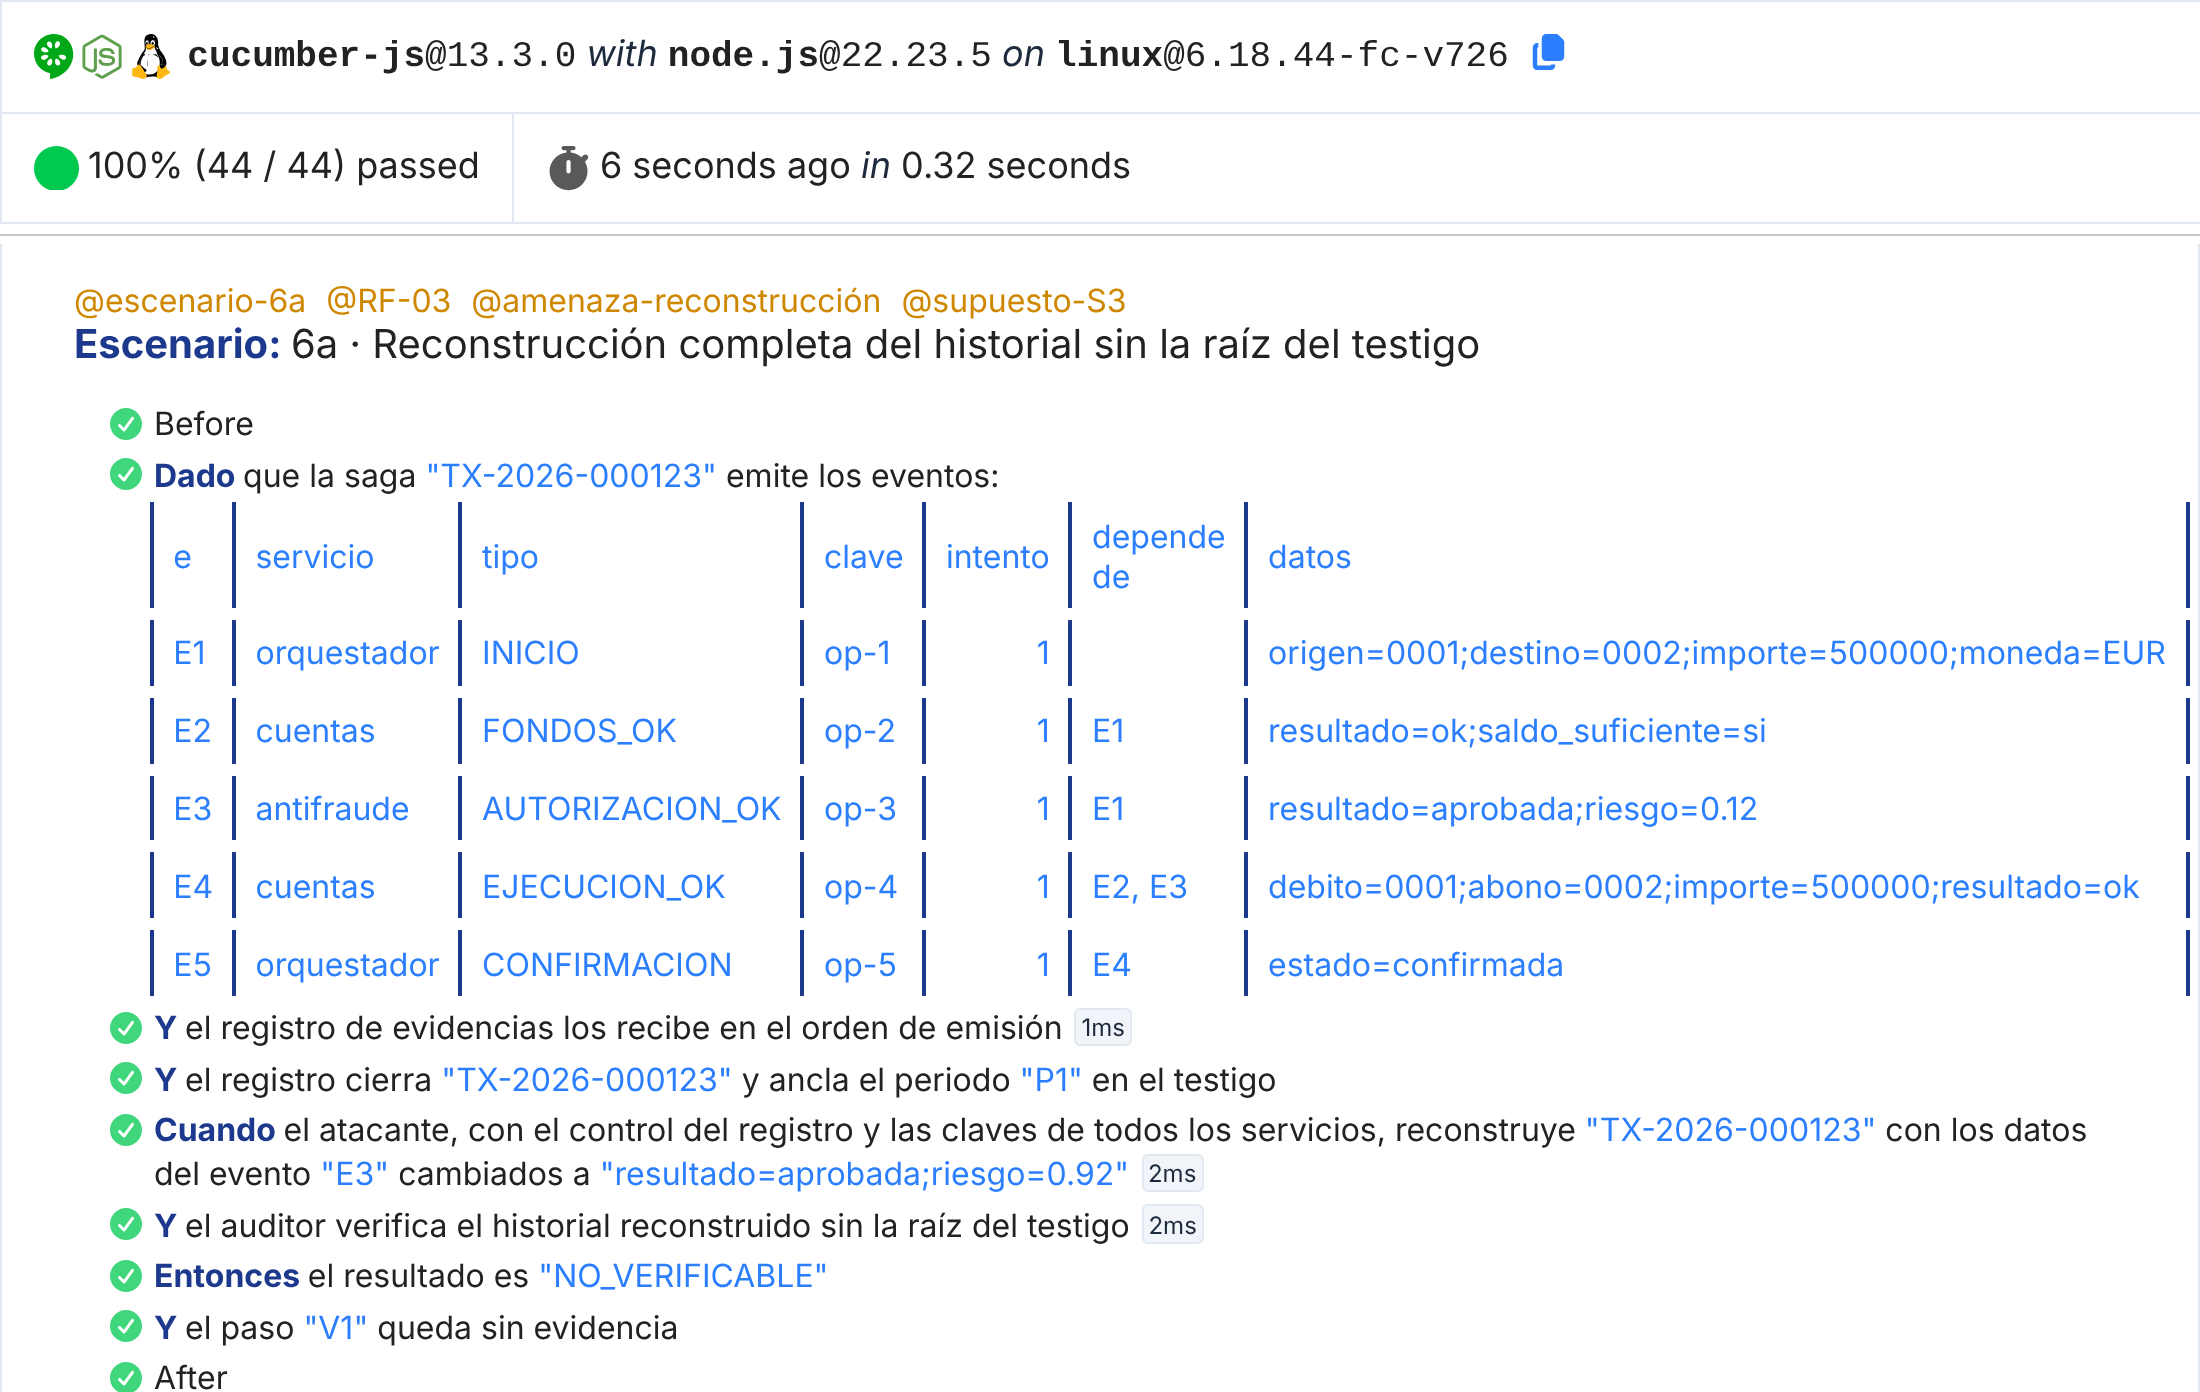 cucumber-js@13.3.0 with node.js@22.23.5 on linux@6.18.44-fc-v726
100% (44 / 44) passed
6 seconds ago in 0.32 seconds
@escenario-6a @RF-03 @amenaza-reconstrucción @supuesto-S3
Escenario: 6a · Reconstrucción completa del historial sin la raíz del testigo
Before
Dado que la saga "TX-2026-000123" emite los eventos:
e servicio tipo clave intento depende de datos
E1 orquestador INICIO op-1 1 origen=0001;destino=0002;importe=500000;moneda=EUR
E2 cuentas FONDOS_OK op-2 1 E1 resultado=ok;saldo_suficiente=si
E3 antifraude AUTORIZACION_OK op-3 1 E1 resultado=aprobada;riesgo=0.12
E4 cuentas EJECUCION_OK op-4 1 E2, E3 debito=0001;abono=0002;importe=500000;resultado=ok
E5 orquestador CONFIRMACION op-5 1 E4 estado=confirmada
Y el registro de evidencias los recibe en el orden de emisión 1ms
Y el registro cierra "TX-2026-000123" y ancla el periodo "P1" en el testigo
Cuando el atacante, con el control del registro y las claves de todos los servicios, reconstruye "TX-2026-000123" con los datos
del evento "E3" cambiados a "resultado=aprobada;riesgo=0.92" 2ms
Y el auditor verifica el historial reconstruido sin la raíz del testigo 2ms
Entonces el resultado es "NO_VERIFICABLE"
Y el paso "V1" queda sin evidencia
After